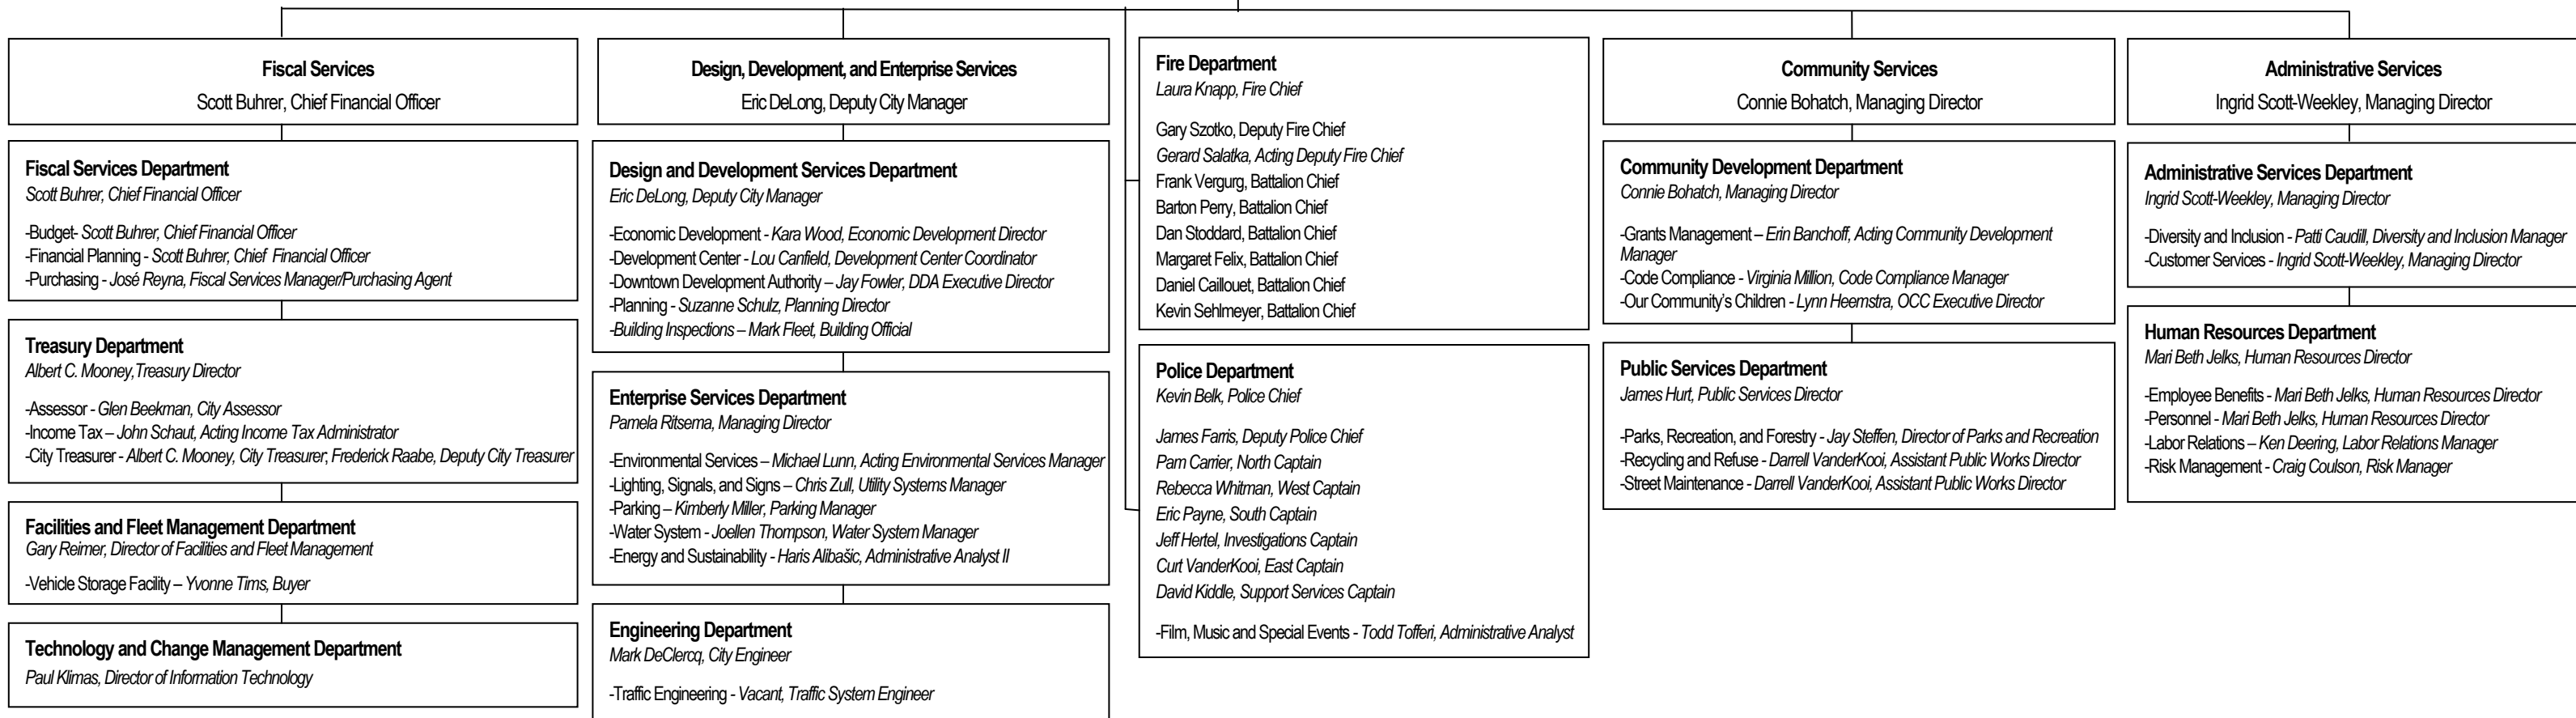 Fiscal Services
Scott Buhrer, Chief Financial Officer
Fiscal Services Department
Scott Buhrer, Chief Financial Officer
-Budget- Scott Buhrer, Chief Financial Officer
-Financial Planning - Scott Buhrer, Chief Financial Officer
-Purchasing - José Reyna, Fiscal Services Manager/Purchasing Agent
Treasury Department
Albert C. Mooney,Treasury Director
-Assessor - Glen Beekman, City Assessor
-Income Tax – John Schaut, Acting Income Tax Administrator
-City Treasurer - Albert C. Mooney, City Treasurer; Frederick Raabe, Deputy City Treasurer
Facilities and Fleet Management Department
Gary Reimer, Director of Facilities and Fleet Management
-Vehicle Storage Facility – Yvonne Tims, Buyer
Technology and Change Management Department
Paul Klimas, Director of Information Technology
Design, Development, and Enterprise Services
Eric DeLong, Deputy City Manager
Design and Development Services Department
Eric DeLong, Deputy City Manager
-Economic Development - Kara Wood, Economic Development Director
-Development Center - Lou Canfield, Development Center Coordinator
-Downtown Development Authority – Jay Fowler, DDA Executive Director
-Planning - Suzanne Schulz, Planning Director
-Building Inspections – Mark Fleet, Building Official
Enterprise Services Department
Pamela Ritsema, Managing Director
-Environmental Services – Michael Lunn, Acting Environmental Services Manager
-Lighting, Signals, and Signs – Chris Zull, Utility Systems Manager
-Parking – Kimberly Miller, Parking Manager
-Water System - Joellen Thompson, Water System Manager
-Energy and Sustainability - Haris Alibašic, Administrative Analyst II
Engineering Department
Mark DeClercq, City Engineer
-Traffic Engineering - Vacant, Traffic System Engineer
Fire Department
Laura Knapp, Fire Chief
Gary Szotko, Deputy Fire Chief
Gerard Salatka, Acting Deputy Fire Chief
Frank Vergurg, Battalion Chief
Barton Perry, Battalion Chief
Dan Stoddard, Battalion Chief
Margaret Felix, Battalion Chief
Daniel Caillouet, Battalion Chief
Kevin Sehlmeyer, Battalion Chief
Police Department
Kevin Belk, Police Chief
James Farris, Deputy Police Chief
Pam Carrier, North Captain
Rebecca Whitman, West Captain
Eric Payne, South Captain
Jeff Hertel, Investigations Captain
Curt VanderKooi, East Captain
David Kiddle, Support Services Captain
-Film, Music and Special Events - Todd Tofferi, Administrative Analyst
Community Services
Connie Bohatch, Managing Director
Community Development Department
Connie Bohatch, Managing Director
-Grants Management – Erin Banchoff, Acting Community Development
Manager
-Code Compliance - Virginia Million, Code Compliance Manager
-Our Community's Children - Lynn Heemstra, OCC Executive Director
Public Services Department
James Hurt, Public Services Director
-Parks, Recreation, and Forestry - Jay Steffen, Director of Parks and Recreation
-Recycling and Refuse - Darrell VanderKooi, Assistant Public Works Director
-Street Maintenance - Darrell VanderKooi, Assistant Public Works Director
Administrative Services
Ingrid Scott-Weekley, Managing Director
Administrative Services Department
Ingrid Scott-Weekley, Managing Director
-Diversity and Inclusion - Patti Caudill, Diversity and Inclusion Manager
-Customer Services - Ingrid Scott-Weekley, Managing Director
Human Resources Department
Mari Beth Jelks, Human Resources Director
-Employee Benefits - Mari Beth Jelks, Human Resources Director
-Personnel - Mari Beth Jelks, Human Resources Director
-Labor Relations – Ken Deering, Labor Relations Manager
-Risk Management - Craig Coulson, Risk Manager